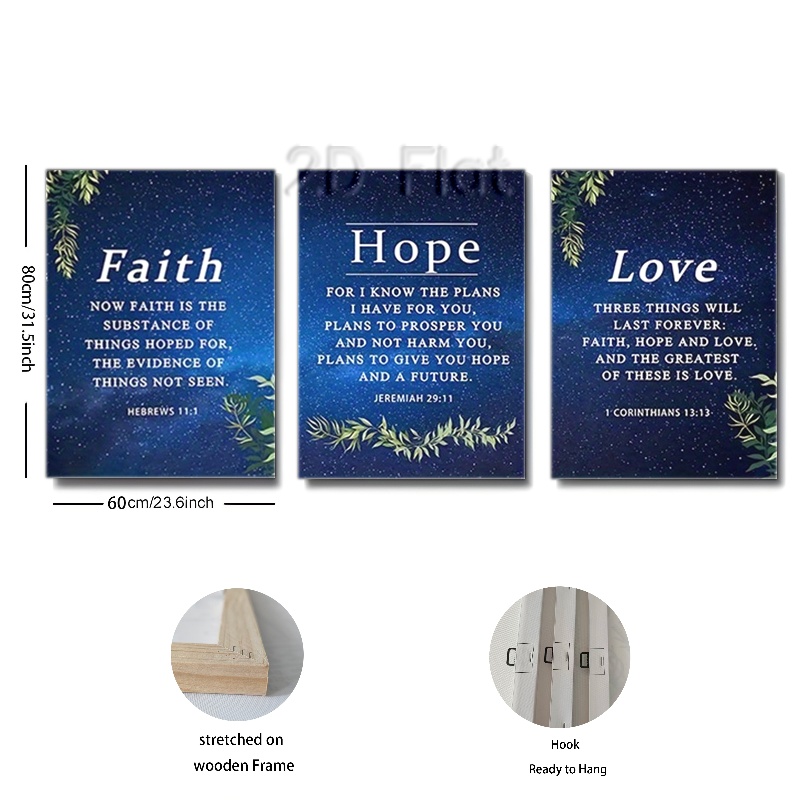 2D Flat
80cm/31.5inch
Faith
NOW FAITH IS THE
SUBSTANCE OF
THINGS HOPED FOR,
THE EVIDENCE OF
THINGS NOT SEEN.
HEBREWS 11:1
Hope
FOR I KNOW THE PLANS
I HAVE FOR YOU,
PLANS TO PROSPER YOU
AND NOT HARM YOU,
PLANS TO GIVE YOU HOPE
AND A FUTURE.
JEREMIAH 29:11
Love
THREE THINGS WILL
LAST FOREVER:
FAITH, HOPE AND LOVE,
AND THE GREATEST
OF THESE IS LOVE.
1 CORINTHIANS 13:13
60cm/23.6inch
stretched on
wooden Frame
Hook
Ready to Hang